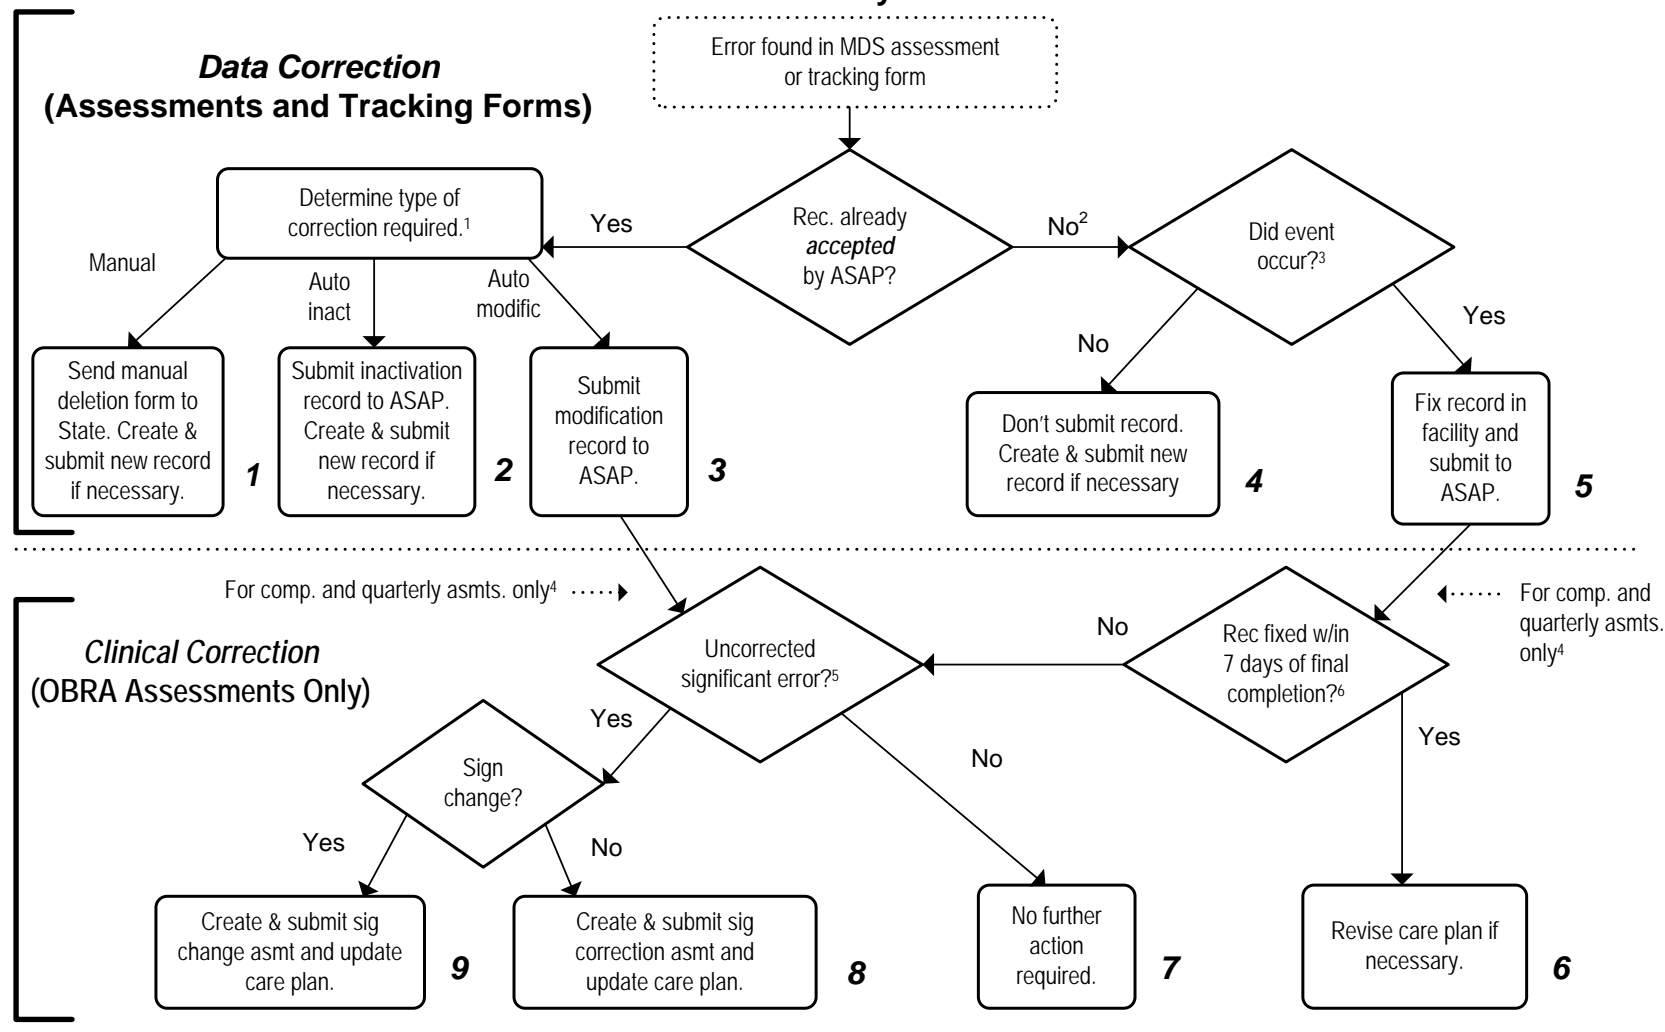 Error found in MDS assessment
or tracking form
Data Correction
(Assessments and Tracking Forms)
Determine type of
correction required.¹
Yes
Rec. already
accepted
by ASAP?
No²
Did event
occur?³
Manual
Auto
inact
Auto
modific
No
Yes
Send manual
deletion form to
State. Create &
submit new record
if necessary.
1
Submit inactivation
record to ASAP.
Create & submit
new record if
necessary.
2
Submit
modification
record to
ASAP.
3
Don't submit record.
Create & submit new
record if necessary
4
Fix record in
facility and
submit to
ASAP.
5
For comp. and quarterly asmts. only⁴
For comp. and
quarterly asmts.
only⁴
Clinical Correction
(OBRA Assessments Only)
Uncorrected
significant error?⁵
No
Rec fixed w/in
7 days of final
completion?⁶
Yes
No
Yes
Sign
change?
Yes
No
Create & submit sig
change asmt and update
care plan.
9
Create & submit sig
correction asmt and
update care plan.
8
No further
action
required.
7
Revise care plan if
necessary.
6